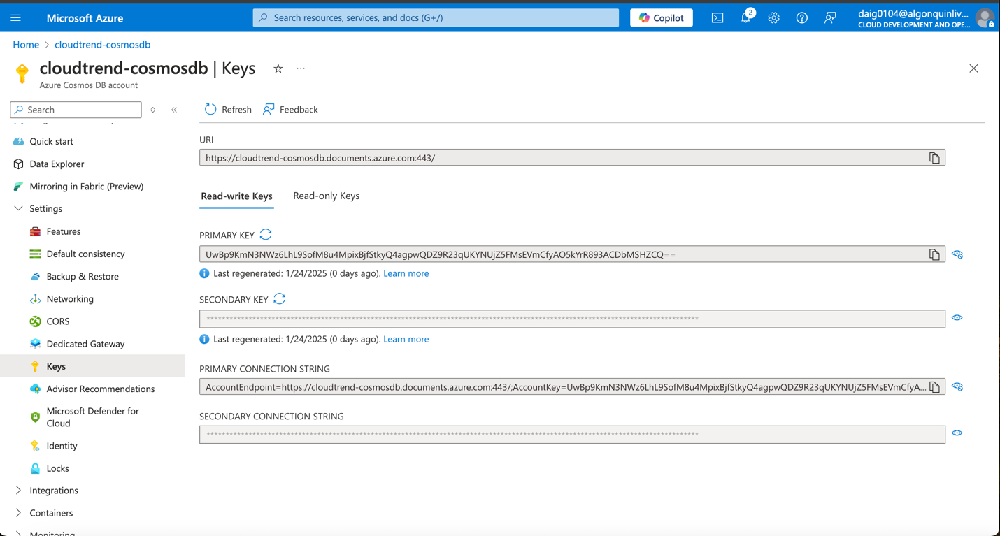 Microsoft Azure
Search resources, services, and docs (G+/)
Copilot
2
daig0104@algonquinliv...
CLOUD DEVELOPMENT AND OPE...
Home > cloudtrend-cosmosdb
cloudtrend-cosmosdb | Keys
Azure Cosmos DB account
Search
Quick start
Data Explorer
Mirroring in Fabric (Preview)
Settings
Features
Default consistency
Backup & Restore
Networking
CORS
Dedicated Gateway
Keys
Advisor Recommendations
Microsoft Defender for
Cloud
Identity
Locks
Integrations
Containers
Monitoring
Refresh
Feedback
URI
https://cloudtrend-cosmosdb.documents.azure.com:443/
Read-write Keys
Read-only Keys
PRIMARY KEY
UwBp9KmN3NWz6LhL9SofM8u4MpixBjfStkyQ4agpwQDZ9R23qUKYNUjZ5FMsEVmCfyAO5kYrR893ACDbMSHZCQ==
Last regenerated: 1/24/2025 (0 days ago). Learn more
SECONDARY KEY
Last regenerated: 1/24/2025 (0 days ago). Learn more
PRIMARY CONNECTION STRING
AccountEndpoint=https://cloudtrend-cosmosdb.documents.azure.com:443/;AccountKey=UwBp9KmN3NWz6LhL9SofM8u4MpixBjfStkyQ4agpwQDZ9R23qUKYNUjZ5FMsEVmCfyA...
SECONDARY CONNECTION STRING